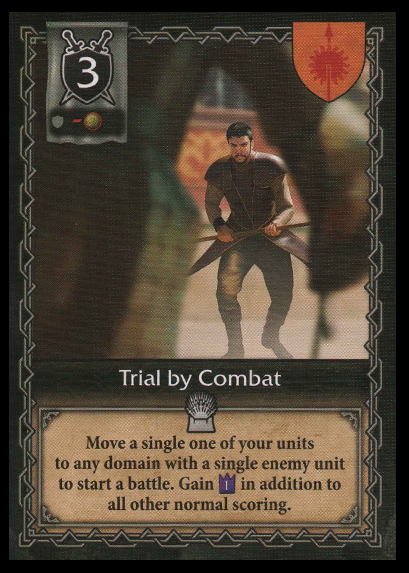 3
Trial by Combat
Move a single one of your units
to any domain with a single enemy unit
to start a battle. Gain 1 in addition to
all other normal scoring.